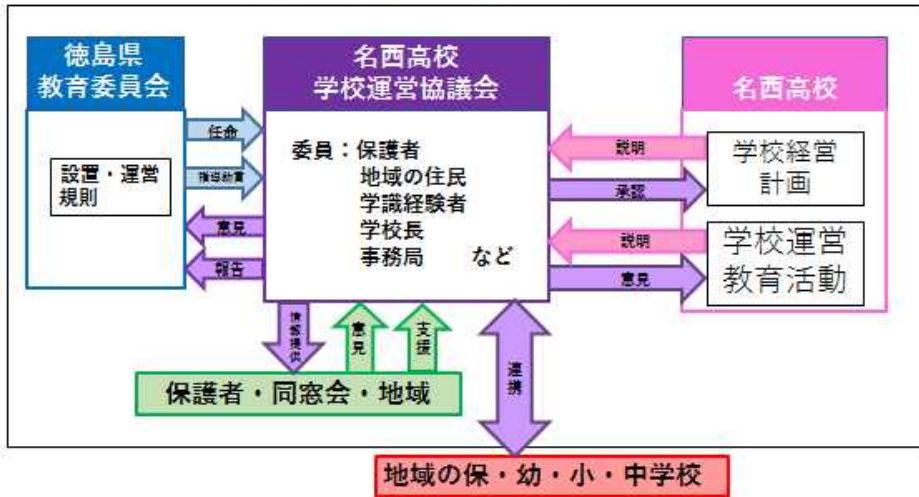 徳島県
教育委員会
設置・運営
規則
任命
指導助言
意見
報告
名西高校
学校運営協議会
委員：保護者
地域の住民
学識経験者
学校長
事務局　など
説明
承認
説明
意見
名西高校
学校経営
計画
学校運営
教育活動
情報提供
意見
支援
連携
保護者・同窓会・地域
地域の保・幼・小・中学校